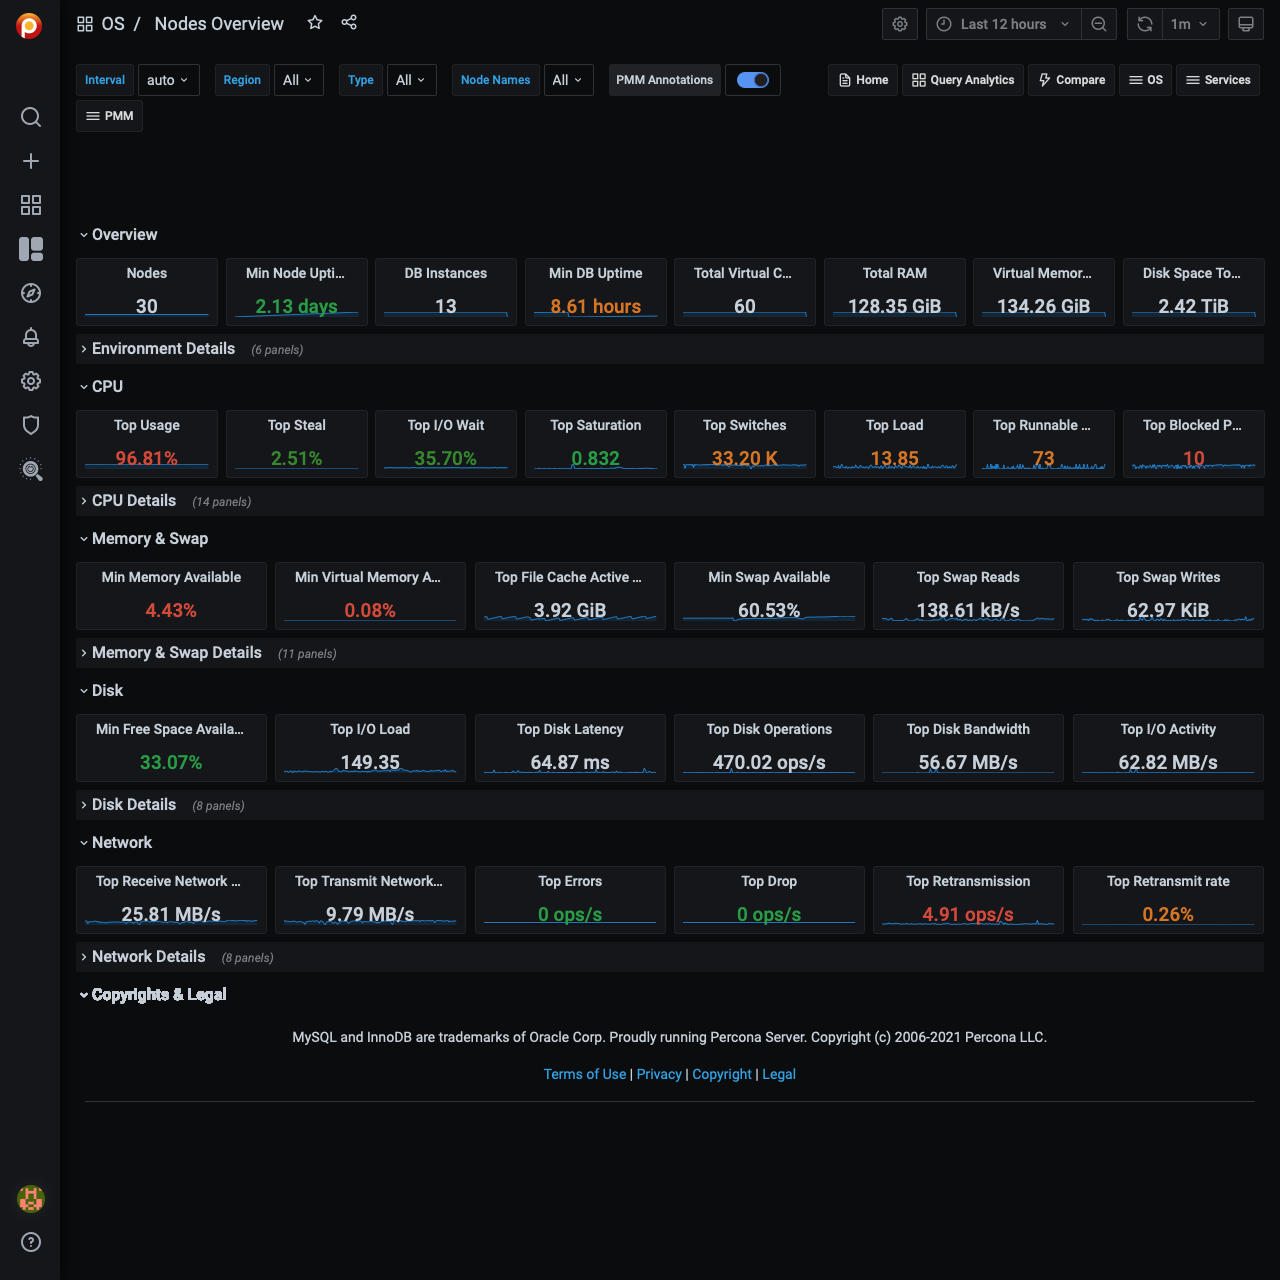 OS / Nodes Overview
Last 12 hours
1m
Interval auto Region All Type All Node Names All PMM Annotations Home Query Analytics Compare OS Services
PMM
Overview
Nodes Min Node Upti... DB Instances Min DB Uptime Total Virtual C... Total RAM Virtual Memor... Disk Space To...
30 2.13 days 13 8.61 hours 60 128.35 GiB 134.26 GiB 2.42 TiB
Environment Details (6 panels)
CPU
Top Usage Top Steal Top I/O Wait Top Saturation Top Switches Top Load Top Runnable ... Top Blocked P...
96.81% 2.51% 35.70% 0.832 33.20 K 13.85 73 10
CPU Details (14 panels)
Memory & Swap
Min Memory Available Min Virtual Memory A... Top File Cache Active ... Min Swap Available Top Swap Reads Top Swap Writes
4.43% 0.08% 3.92 GiB 60.53% 138.61 kB/s 62.97 KiB
Memory & Swap Details (11 panels)
Disk
Min Free Space Availa... Top I/O Load Top Disk Latency Top Disk Operations Top Disk Bandwidth Top I/O Activity
33.07% 149.35 64.87 ms 470.02 ops/s 56.67 MB/s 62.82 MB/s
Disk Details (8 panels)
Network
Top Receive Network ... Top Transmit Network... Top Errors Top Drop Top Retransmission Top Retransmit rate
25.81 MB/s 9.79 MB/s 0 ops/s 0 ops/s 4.91 ops/s 0.26%
Network Details (8 panels)
Copyrights & Legal
MySQL and InnoDB are trademarks of Oracle Corp. Proudly running Percona Server. Copyright (c) 2006-2021 Percona LLC.
Terms of Use | Privacy | Copyright | Legal